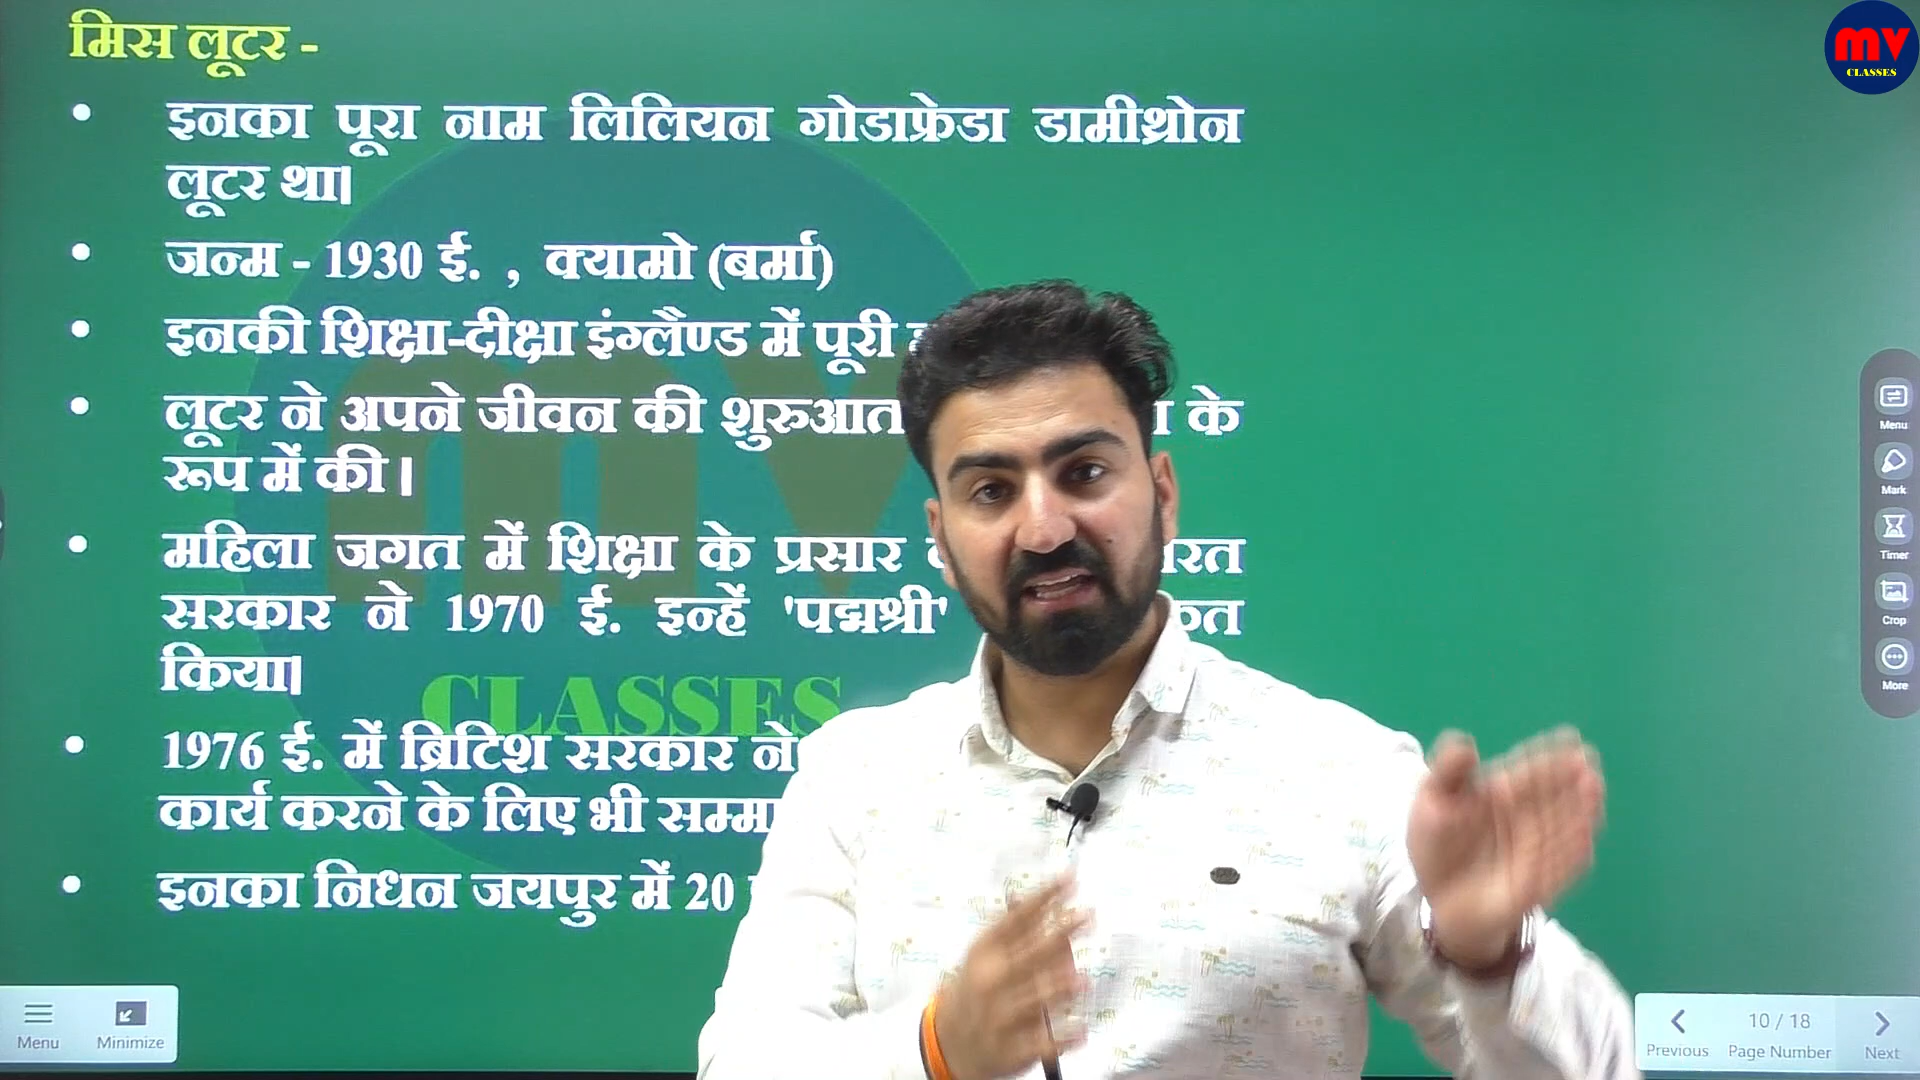 मिस लूटर -
MV
CLASSES
• इनका पूरा नाम लिलियन गोडाफ्रेडा डामीथ्रोन
लूटर था।
• जन्म - 1930 ई. , क्यामो (बर्मा)
• इनकी शिक्षा-दीक्षा इंग्लैण्ड में पूरी
• लूटर ने अपने जीवन की शुरुआत के
रूप में की।
• महिला जगत में शिक्षा के प्रसार
सरकार ने 1970 ई. इन्हें 'पद्मश्री'
किया।
MV
CLASSES
• 1976 ई. में ब्रिटिश सरकार ने
कार्य करने के लिए भी
• इनका निधन जयपुर में 20
Menu
Mark
Timer
Crop
More
Menu
Minimize
Previous
10 / 18
Page Number
Next